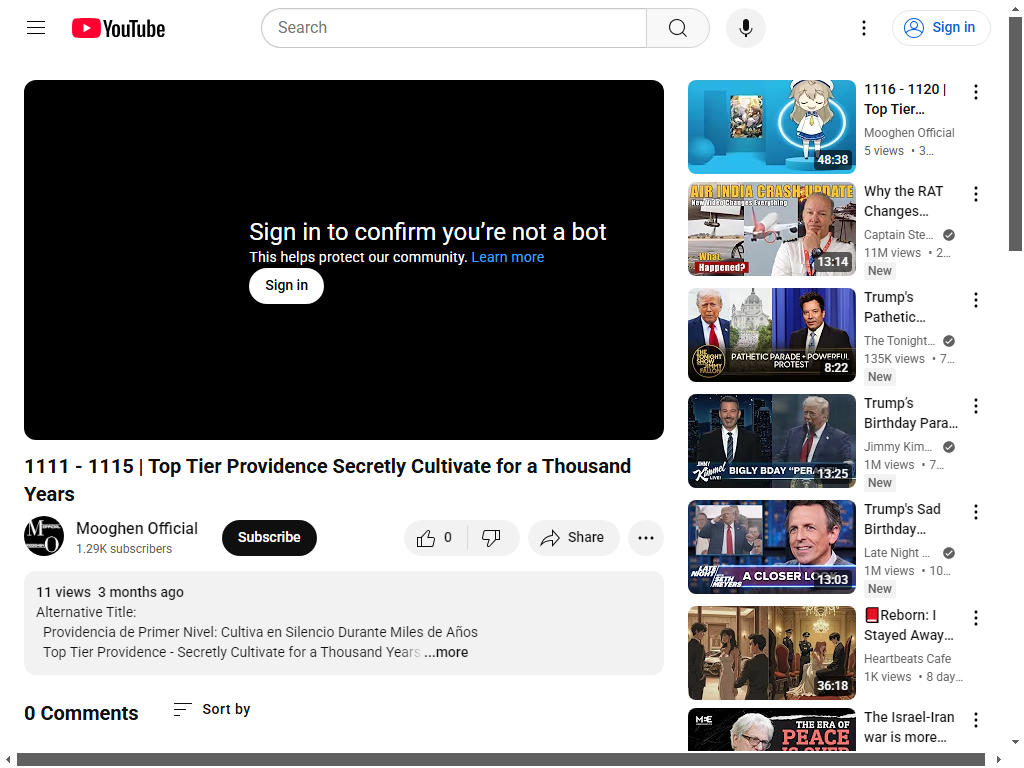 YouTube
Search
Sign in
Sign in to confirm you’re not a bot
This helps protect our community. Learn more
Sign in
1111 - 1115 | Top Tier Providence Secretly Cultivate for a Thousand
Years
Mooghen Official
1.29K subscribers
Subscribe
0
Share
11 views 3 months ago
Alternative Title:
Providencia de Primer Nivel: Cultiva en Silencio Durante Miles de Años
Top Tier Providence - Secretly Cultivate for a Thousand Years ...more
0 Comments
Sort by
48:38
1116 - 1120 |
Top Tier...
Mooghen Official
5 views • 3...
AIR INDIA CRASH UPDATE
New Video Changes Everything
What
Happened?
13:14
Why the RAT
Changes...
Captain Ste...
11M views • 2...
New
THE TONIGHT SHOW
PATHETIC PARADE + POWERFUL
PROTEST
8:22
Trump's
Pathetic...
The Tonight...
135K views • 7...
New
JIMMY
Kimmel
LIVE!
BIGLY BDAY "PER
13:25
Trump’s
Birthday Para...
Jimmy Kim...
1M views • 7...
New
LATE
NIGHT
SETH
MEYERS
A CLOSER LOOK
13:03
Trump's Sad
Birthday...
Late Night ...
1M views • 10...
New
36:18
Reborn: I
Stayed Away...
Heartbeats Cafe
1K views • 8 day...
THE ERA OF
PEACE
IS OVER
The Israel-Iran
war is more...